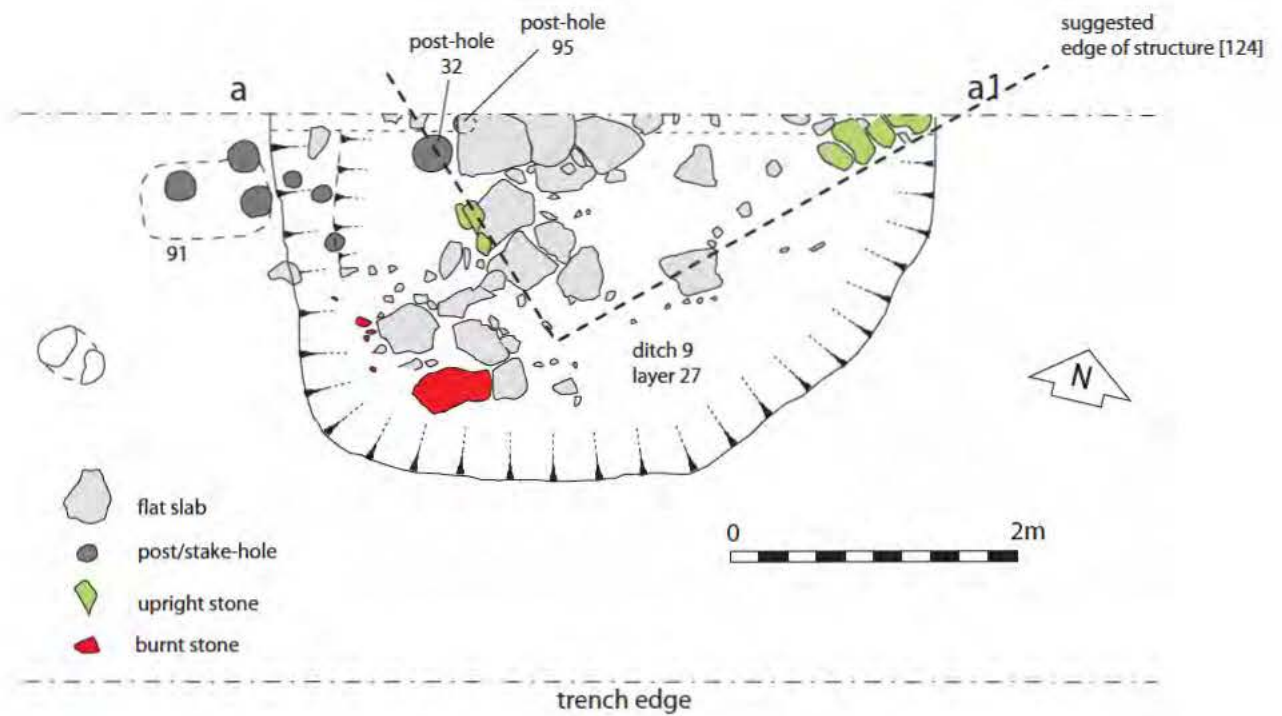 post-hole
32
post-hole
95
suggested
edge of structure [124]
a
a1
91
ditch 9
layer 27
N
flat slab
post/stake-hole
upright stone
burnt stone
0
2m
trench edge